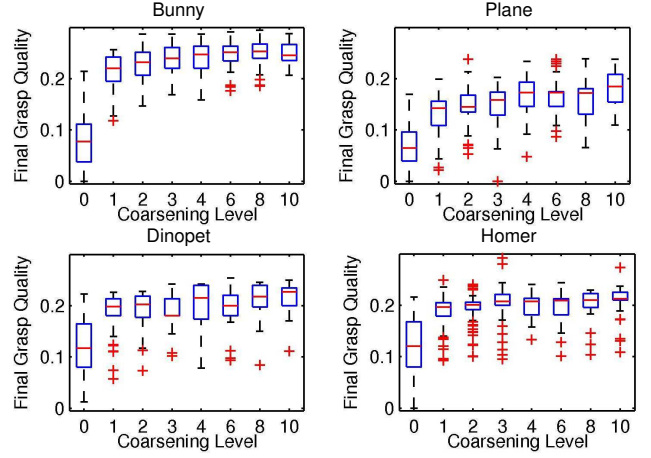 Bunny
Plane
Final Grasp Quality
0.2
0.1
0
0 1 2 3 4 6 8 10
Coarsening Level
Final Grasp Quality
0.2
0.1
0
0 1 2 3 4 6 8 10
Coarsening Level
Dinopet
Homer
Final Grasp Quality
0.2
0.1
0
0 1 2 3 4 6 8 10
Coarsening Level
Final Grasp Quality
0.2
0.1
0
0 1 2 3 4 6 8 10
Coarsening Level